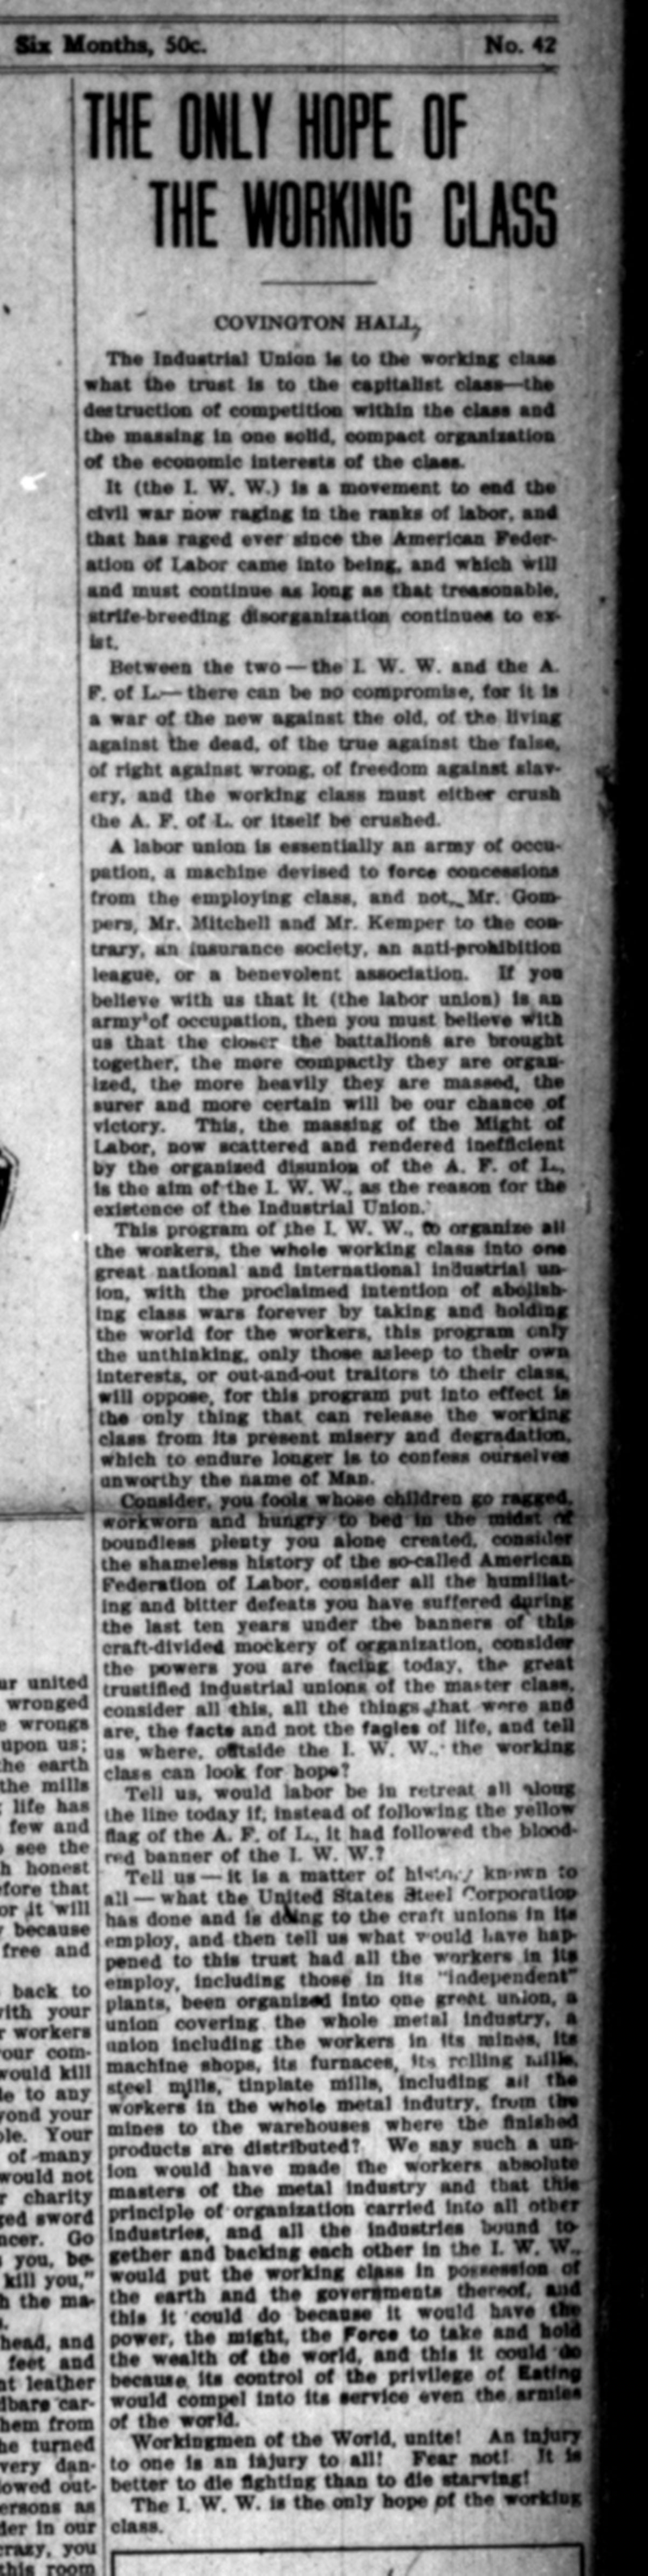 Six Months, 50c. No. 42
THE ONLY HOPE OF
THE WORKING CLASS
COVINGTON HALL,
The Industrial Union is to the working class
what the trust is to the capitalist class—the
destruction of competition within the class and
the massing in one solid, compact organization
of the economic interests of the class.
It (the I. W. W.) is a movement to end the
civil war now raging in the ranks of labor, and
that has raged ever since the American Feder-
ation of Labor came into being, and which will
and must continue as long as that treasonable,
strife-breeding disorganization continues to ex-
ist.
Between the two—the I. W. W. and the A.
F. of L.—there can be no compromise, for it is
a war of the new against the old, of the living
against the dead, of the true against the false,
of right against wrong, of freedom against slav-
ery, and the working class must either crush
the A. F. of L. or itself be crushed.
A labor union is essentially an army of occu-
pation, a machine devised to force concessions
from the employing class, and not, Mr. Gom-
pers, Mr. Mitchell and Mr. Kemper to the con-
trary, an insurance society, an anti-prohibition
league, or a benevolent association. If you
believe with us that it (the labor union) is an
army of occupation, then you must believe with
us that the closer the battalions are brought
together, the more compactly they are organ-
ized, the more heavily they are massed, the
surer and more certain will be our chance of
victory. This, the massing of the Might of
Labor, now scattered and rendered inefficient
by the organized disunion of the A. F. of L.,
is the aim of the I. W. W., as the reason for the
existence of the Industrial Union.
This program of the I. W. W., to organize all
the workers, the whole working class into one
great national and international industrial un-
ion, with the proclaimed intention of abolish-
ing class wars forever by taking and holding
the world for the workers, this program only
the unthinking, only those asleep to their own
interests, or out-and-out traitors to their class,
will oppose, for this program put into effect is
the only thing that can release the working
class from its present misery and degradation,
which to endure longer is to confess ourselves
unworthy the name of Man.
Consider, you fools whose children go ragged,
workworn and hungry to bed in the midst of
boundless plenty you alone created, consider
the shameless history of the so-called American
Federation of Labor, consider all the humiliat-
ing and bitter defeats you have suffered during
the last ten years under the banners of this
craft-divided mockery of organization, consider
the powers you are facing today, the great
trustified industrial unions of the master class,
consider all this, all the things that were and
are, the facts and not the fagles of life, and tell
us where, outside the I. W. W., the working
class can look for hope?
Tell us, would labor be in retreat all along
the line today if, instead of following the yellow
flag of the A. F. of L., it had followed the blood-
red banner of the I. W. W.?
Tell us—it is a matter of history known to
all—what the United States Steel Corporation
has done and is doing to the craft unions in its
employ, and then tell us what would have hap-
pened to this trust had all the workers in its
employ, including those in its "independent"
plants, been organized into one great union, a
union covering the whole metal industry, a
union including the workers in its mines, its
machine shops, its furnaces, its rolling mills,
steel mills, tinplate mills, including all the
workers in the whole metal indutry, from the
mines to the warehouses where the finished
products are distributed? We say such a un-
ion would have made the workers absolute
masters of the metal industry and that this
principle of organization carried into all other
industries, and all the industries bound to-
gether and backing each other in the I. W. W.,
would put the working class in possession of
the earth and the governments thereof, and
this it could do because it would have the
power, the might, the Force to take and hold
the wealth of the world, and this it could do
because its control of the privilege of Eating
would compel into its service even the armies
of the world.
Workingmen of the World, unite! An injury
to one is an injury to all! Fear not! It is
better to die fighting than to die starving!
The I. W. W. is the only hope of the working
class.
ur united
wronged
wrongs
upon us;
the earth
the mills
life has
few and
see the
h honest
fore that
or it will
because
free and
back to
with your
workers
our com-
would kill
le to any
yond your
ple. Your
of many
would not
charity
ged sword
ncer. Go
you, be-
kill you,"
h the ma-
head, and
feet and
at leather
dbare car-
hem from
he turned
very dan-
lowed out-
ersons as
der in our
crazy, you
this room